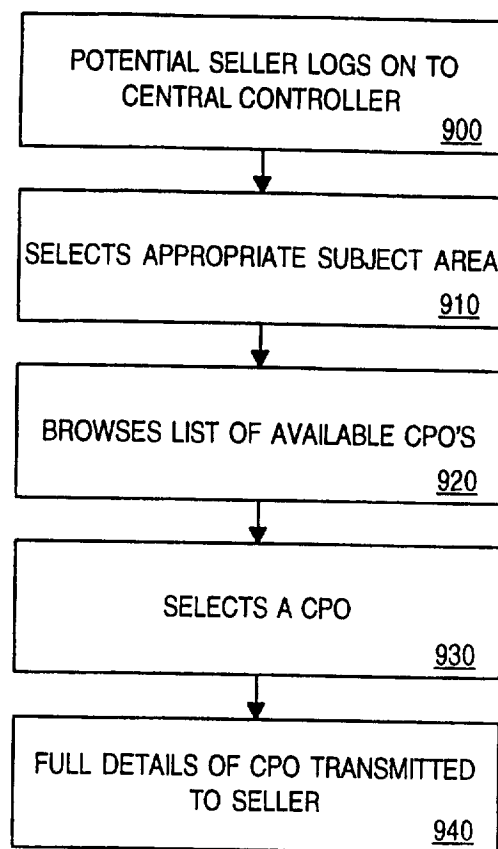 POTENTIAL SELLER LOGS ON TO
CENTRAL CONTROLLER
900
SELECTS APPROPRIATE SUBJECT AREA
910
BROWSES LIST OF AVAILABLE CPO'S
920
SELECTS A CPO
930
FULL DETAILS OF CPO TRANSMITTED
TO SELLER
940